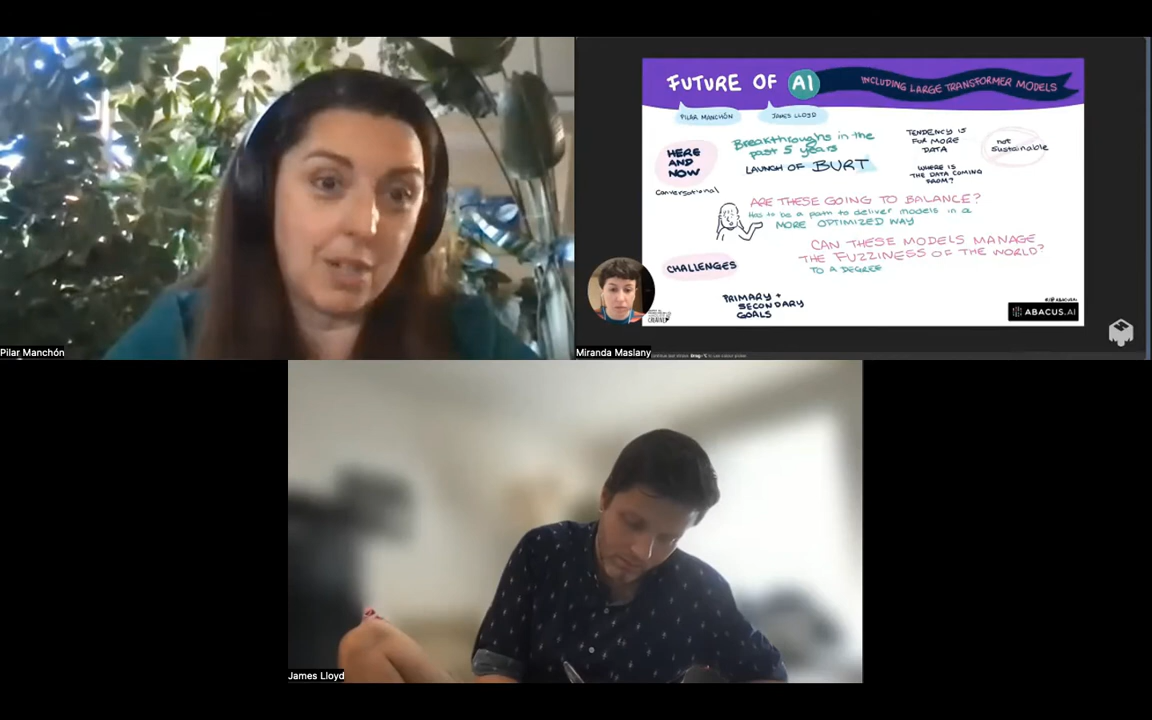 FUTURE OF AI
INCLUDING LARGE TRANSFORMER MODELS
PILAR MANCHÓN
JAMES LLOYD
HERE
AND
NOW
Conversational
Breakthroughs in the
past 5 years
LAUNCH OF BURT
TENDENCY IS
FOR MORE
DATA
WHERE IS
THE DATA COMING
FROM?
not
sustainable
ARE THESE GOING TO BALANCE?
Has to be a path to deliver models in a
MORE OPTIMIZED WAY
CAN THESE MODELS MANAGE
THE FUZZINESS OF THE WORLD?
TO A DEGREE
CHALLENGES
PRIMARY +
SECONDARY
GOALS
ABACUS.AI
Pilar Manchón
Miranda Maslany
James Lloyd